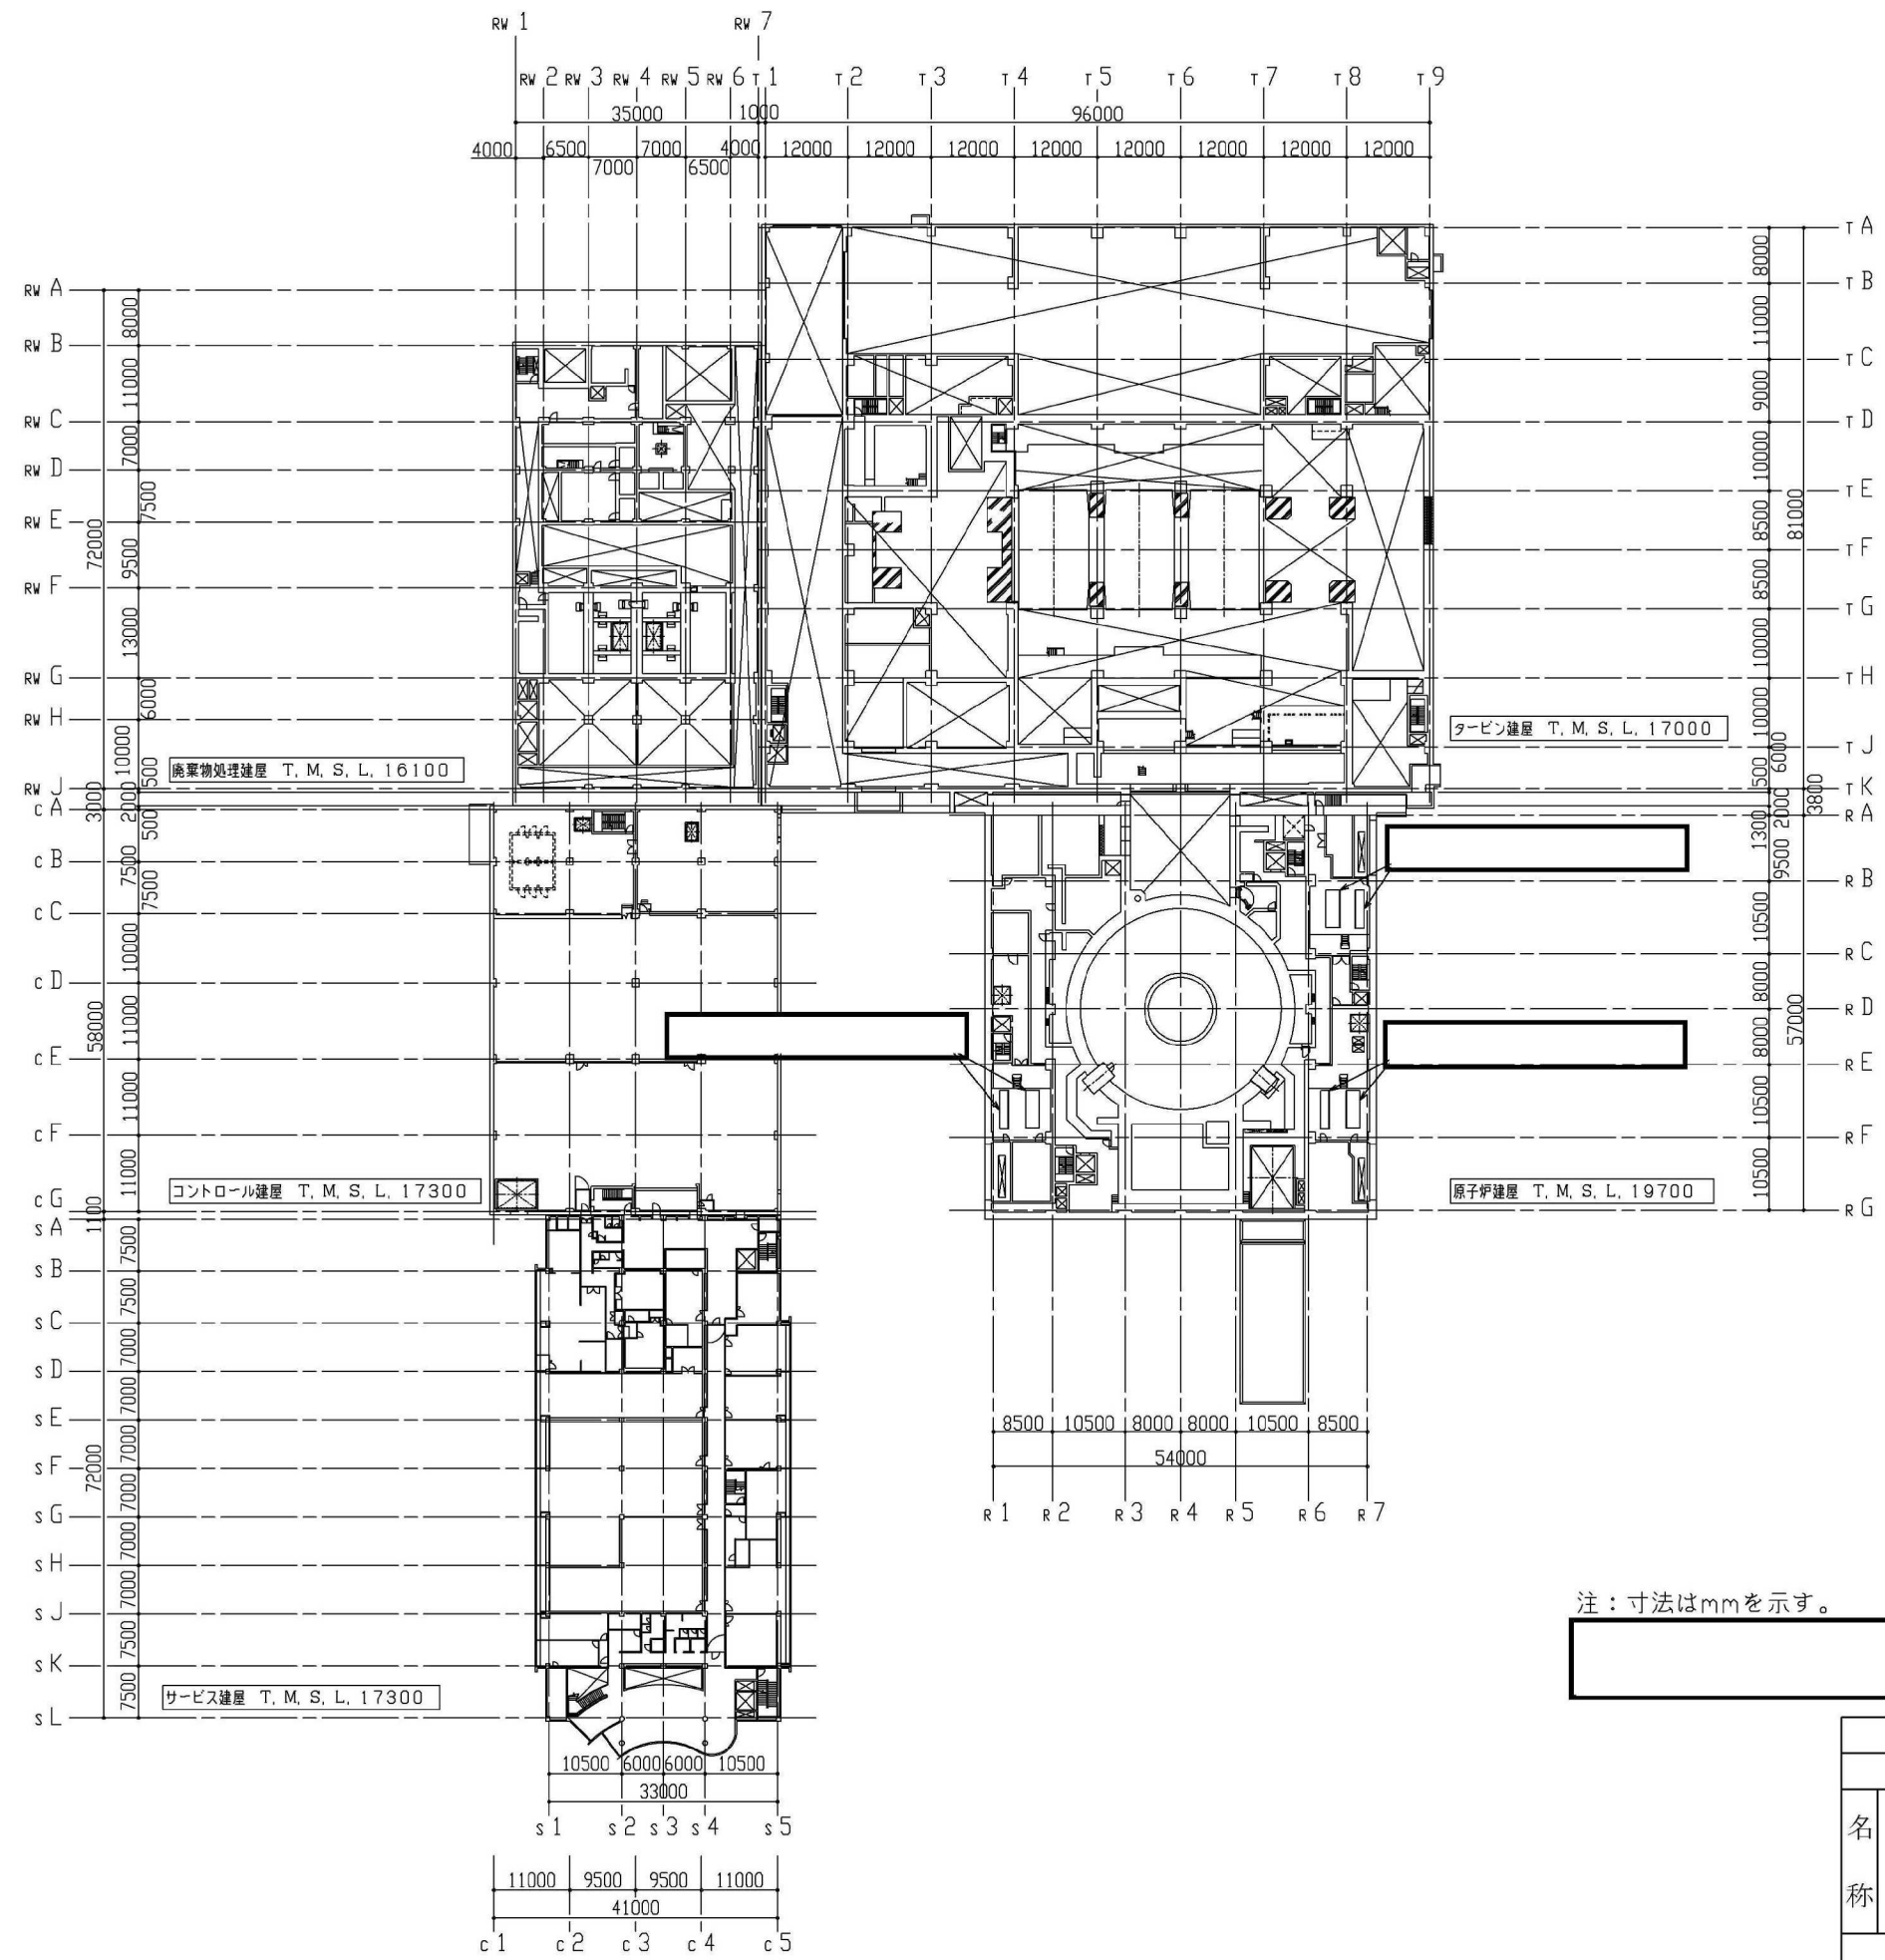 RW 1
RW 7
RW 2 RW 3 RW 4 RW 5 RW 6 T 1 T 2 T 3 T 4 T 5 T 6 T 7 T 8 T 9
35000 1000 96000
4000 6500 7000 4000 12000 12000 12000 12000 12000 12000 12000 12000
7000 6500
RW A
RW B
RW C
RW D
RW E
RW F
RW G
RW H
RW J
8000
11000
7000
7500
9500
13000
6000
10000
72000
500
2000
3000
500
T A
T B
T C
T D
T E
T F
T G
T H
T J
T K
8000
11000
9000
10000
8500
8500
10000
10000
6000
81000
500
2000
3800
1300
廃棄物処理建屋 T. M. S. L. 16100
タービン建屋 T. M. S. L. 17000
C A
C B
C C
C D
C E
C F
C G
7500
7500
10000
11000
11000
11000
58000
1100
コントロール建屋 T. M. S. L. 17300
R A
R B
R C
R D
R E
R F
R G
9500
10500
8000
8000
10500
10500
57000
原子炉建屋 T. M. S. L. 19700
8500 10500 8000 8000 10500 8500
54000
R 1 R 2 R 3 R 4 R 5 R 6 R 7
S A
S B
S C
S D
S E
S F
S G
S H
S J
S K
S L
7500
7500
7000
7000
7000
7000
7000
7000
7500
7500
72000
サービス建屋 T. M. S. L. 17300
10500 6000 6000 10500
33000
S 1 S 2 S 3 S 4 S 5
11000 9500 9500 11000
41000
C 1 C 2 C 3 C 4 C 5
注：寸法はmmを示す。
名
称